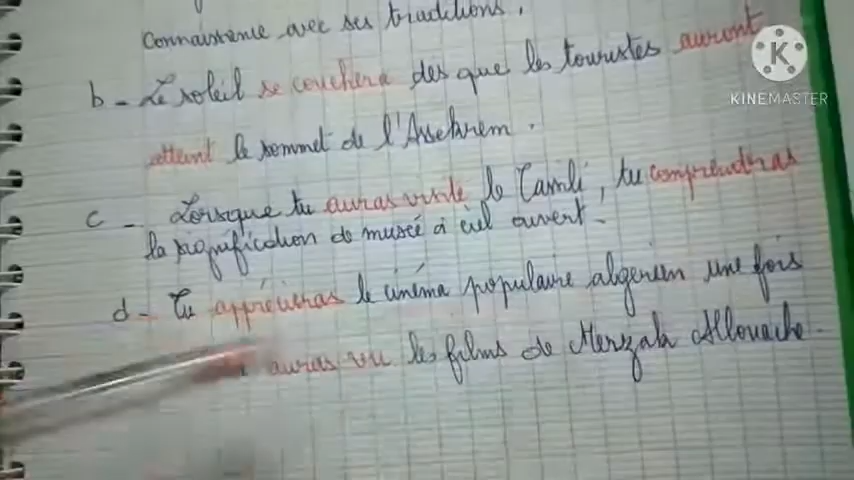 connaissance avec ses traditions.
b - Le soleil se couchera dès que les touristes auront
atteint le sommet de l'Assekrem.
c - Lorsque tu auras visité le Tassili, tu comprendras
la signification de musée à ciel ouvert -
d - Tu apprécieras le cinéma populaire algérien une fois
auras vu les films de Merzak Allouache.
K
KINEMASTER